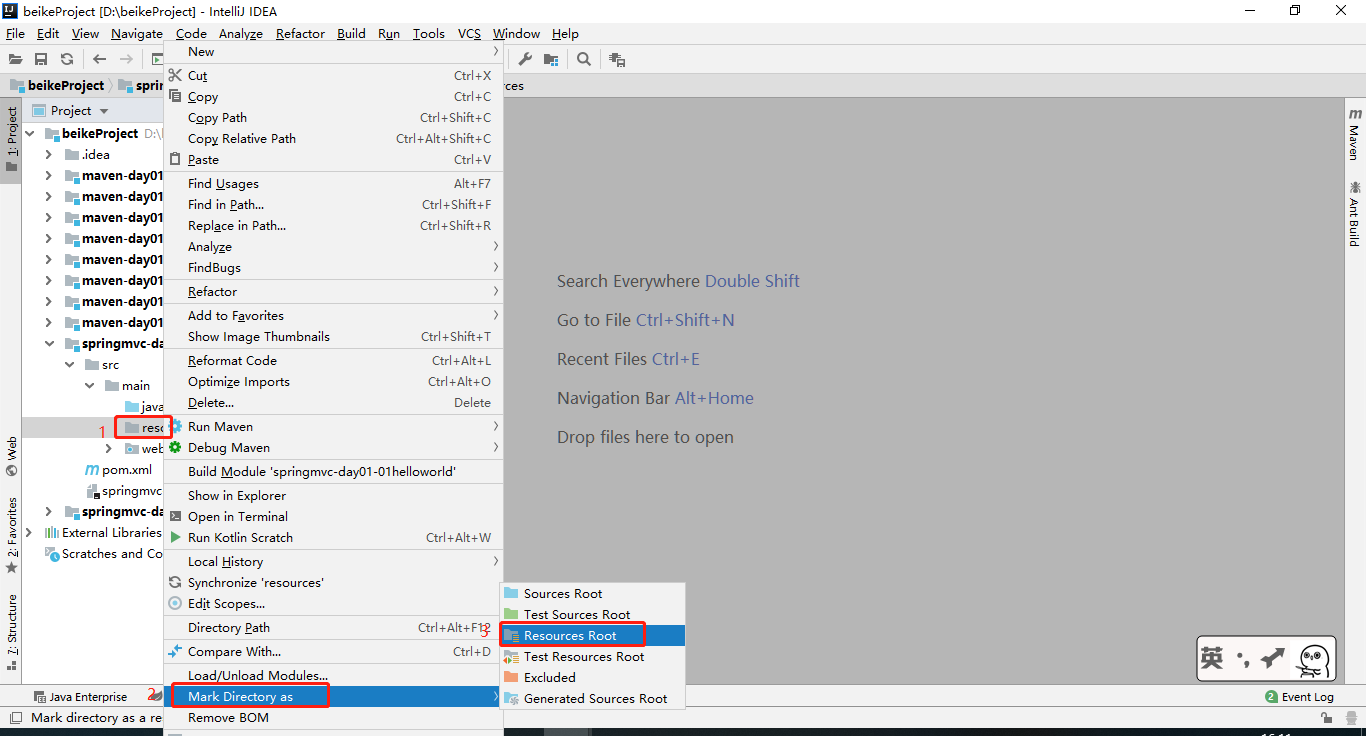 beikeProject [D:\beikeProject] - IntelliJ IDEA
File Edit View Navigate Code Analyze Refactor Build Run Tools VCS Window Help
beikeProject
sprin
rces
1: Project
Project
beikeProject D:\
.idea
maven-day01
maven-day01
maven-day01
maven-day01
maven-day01
maven-day01
maven-day01
maven-day01
springmvc-da
src
main
java
1
reso
web
pom.xml
springmvc
springmvc-da
External Libraries
Scratches and Co
Web
2: Favorites
7: Structure
New
Cut Ctrl+X
Copy Ctrl+C
Copy Path Ctrl+Shift+C
Copy Relative Path Ctrl+Alt+Shift+C
Paste Ctrl+V
Find Usages Alt+F7
Find in Path... Ctrl+Shift+F
Replace in Path... Ctrl+Shift+R
Analyze
FindBugs
Refactor
Add to Favorites
Show Image Thumbnails Ctrl+Shift+T
Reformat Code Ctrl+Alt+L
Optimize Imports Ctrl+Alt+O
Delete... Delete
Run Maven
Debug Maven
Build Module 'springmvc-day01-01helloworld'
Show in Explorer
Open in Terminal
Run Kotlin Scratch Ctrl+Alt+W
Local History
Synchronize 'resources'
Edit Scopes...
Directory Path Ctrl+Alt+F12
Compare With... Ctrl+D
Load/Unload Modules...
2
Mark Directory as
Remove BOM
Sources Root
Test Sources Root
3
Resources Root
Test Resources Root
Excluded
Generated Sources Root
Search Everywhere Double Shift
Go to File Ctrl+Shift+N
Recent Files Ctrl+E
Navigation Bar Alt+Home
Drop files here to open
m Maven
Ant Build
英
Java Enterprise
2 Event Log
Mark directory as a re